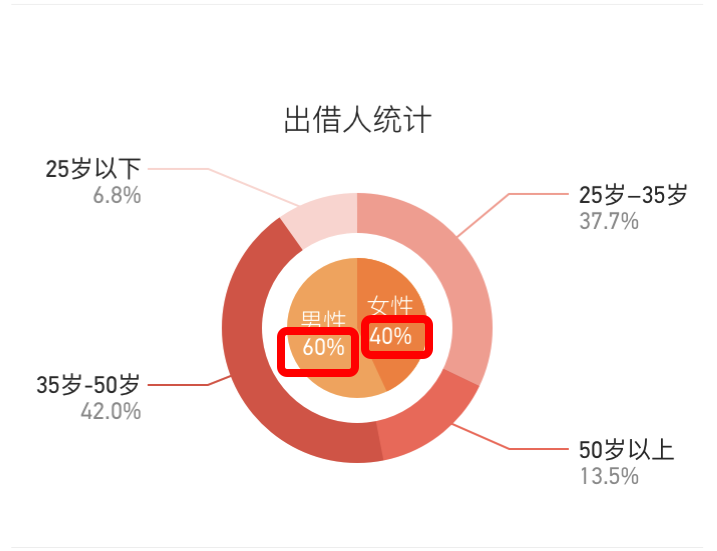 出借人统计
25岁以下
6.8%
25岁–35岁
37.7%
男性
60%
女性
40%
35岁-50岁
42.0%
50岁以上
13.5%